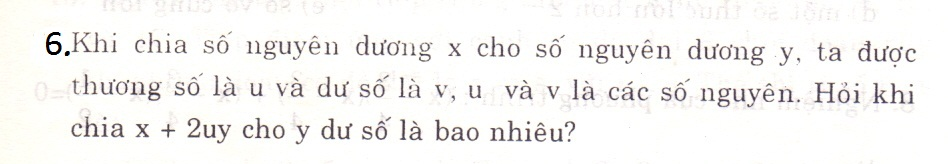 6.Khi chia số nguyên dương x cho số nguyên dương y, ta được
thương số là u và dư số là v, u và v là các số nguyên. Hỏi khi
chia x + 2uy cho y dư số là bao nhiêu?